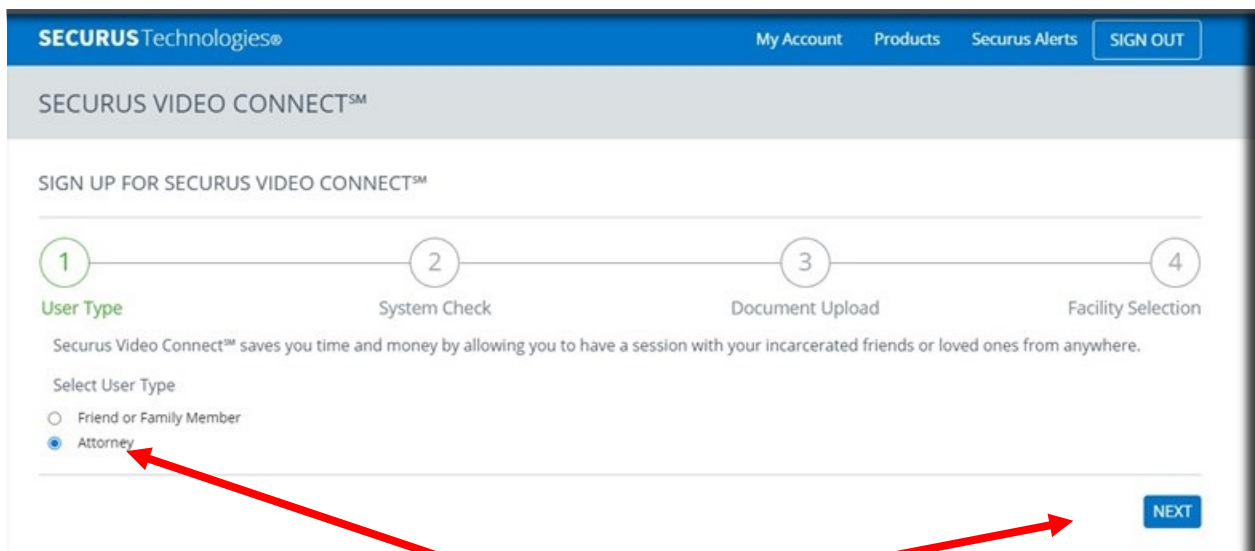 SECURUS Technologies® My Account Products Securus Alerts SIGN OUT
SECURUS VIDEO CONNECT℠
SIGN UP FOR SECURUS VIDEO CONNECT℠
1 2 3 4
User Type System Check Document Upload Facility Selection
Securus Video Connect℠ saves you time and money by allowing you to have a session with your incarcerated friends or loved ones from anywhere.
Select User Type
Friend or Family Member
Attorney
NEXT